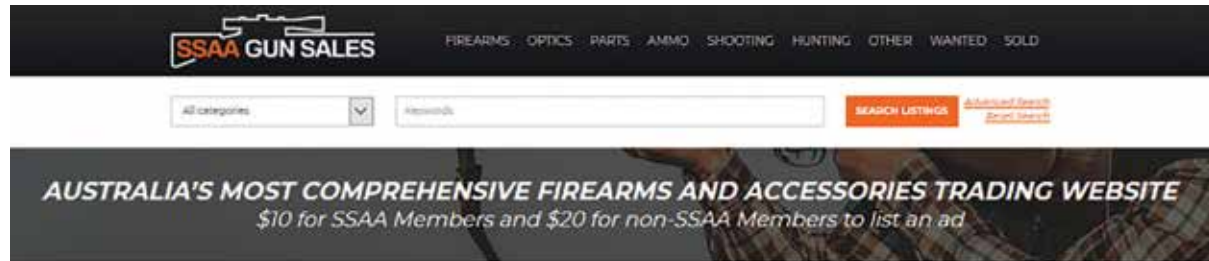 SSAA GUN SALES
FIREARMS OPTICS PARTS AMMO SHOOTING HUNTING OTHER WANTED SOLD
All categories
Keywords
SEARCH LISTINGS
Advanced Search
Reset Search
AUSTRALIA'S MOST COMPREHENSIVE FIREARMS AND ACCESSORIES TRADING WEBSITE
$10 for SSAA Members and $20 for non-SSAA Members to list an ad